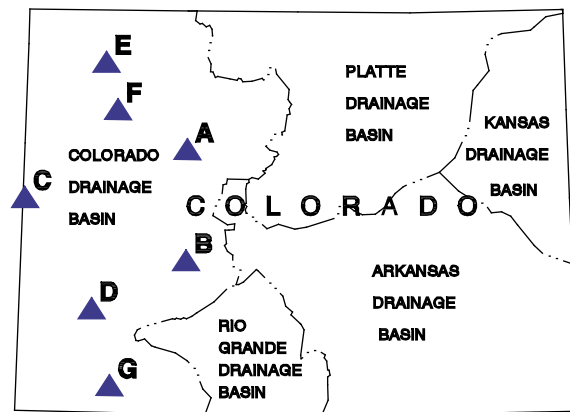 E
F
PLATTE
DRAINAGE
BASIN
A
KANSAS
DRAINAGE
BASIN
COLORADO
DRAINAGE
BASIN
C
COLORADO
B
ARKANSAS
DRAINAGE
BASIN
D
RIO
GRANDE
DRAINAGE
BASIN
G